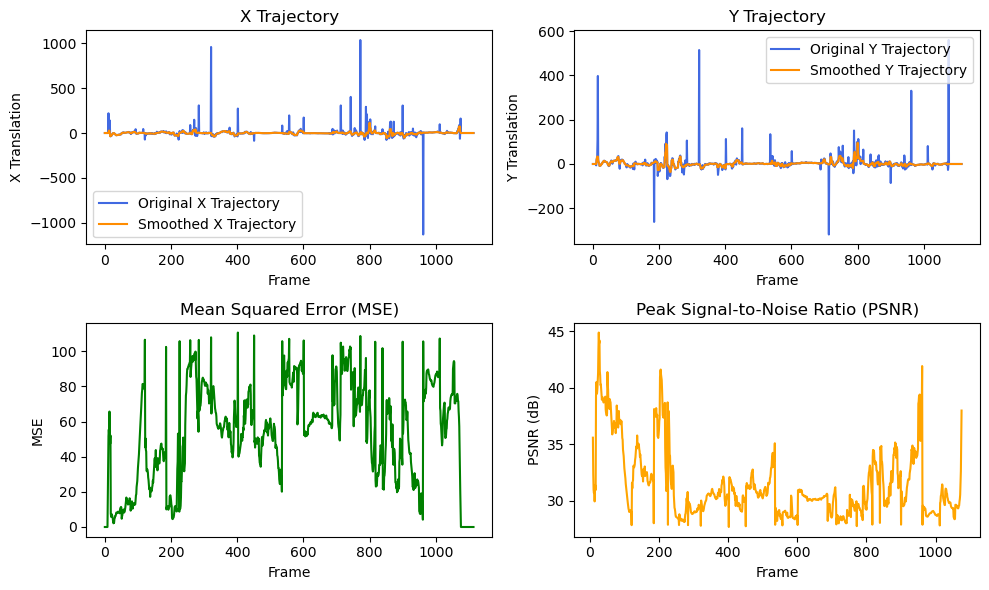 X Trajectory
1000
500
0
−500
−1000
X Translation
Original X Trajectory
Smoothed X Trajectory
0 200 400 600 800 1000
Frame
Y Trajectory
600
400
200
0
−200
Y Translation
Original Y Trajectory
Smoothed Y Trajectory
0 200 400 600 800 1000
Frame
Mean Squared Error (MSE)
100
80
60
40
20
0
MSE
0 200 400 600 800 1000
Frame
Peak Signal-to-Noise Ratio (PSNR)
45
40
35
30
PSNR (dB)
0 200 400 600 800 1000
Frame